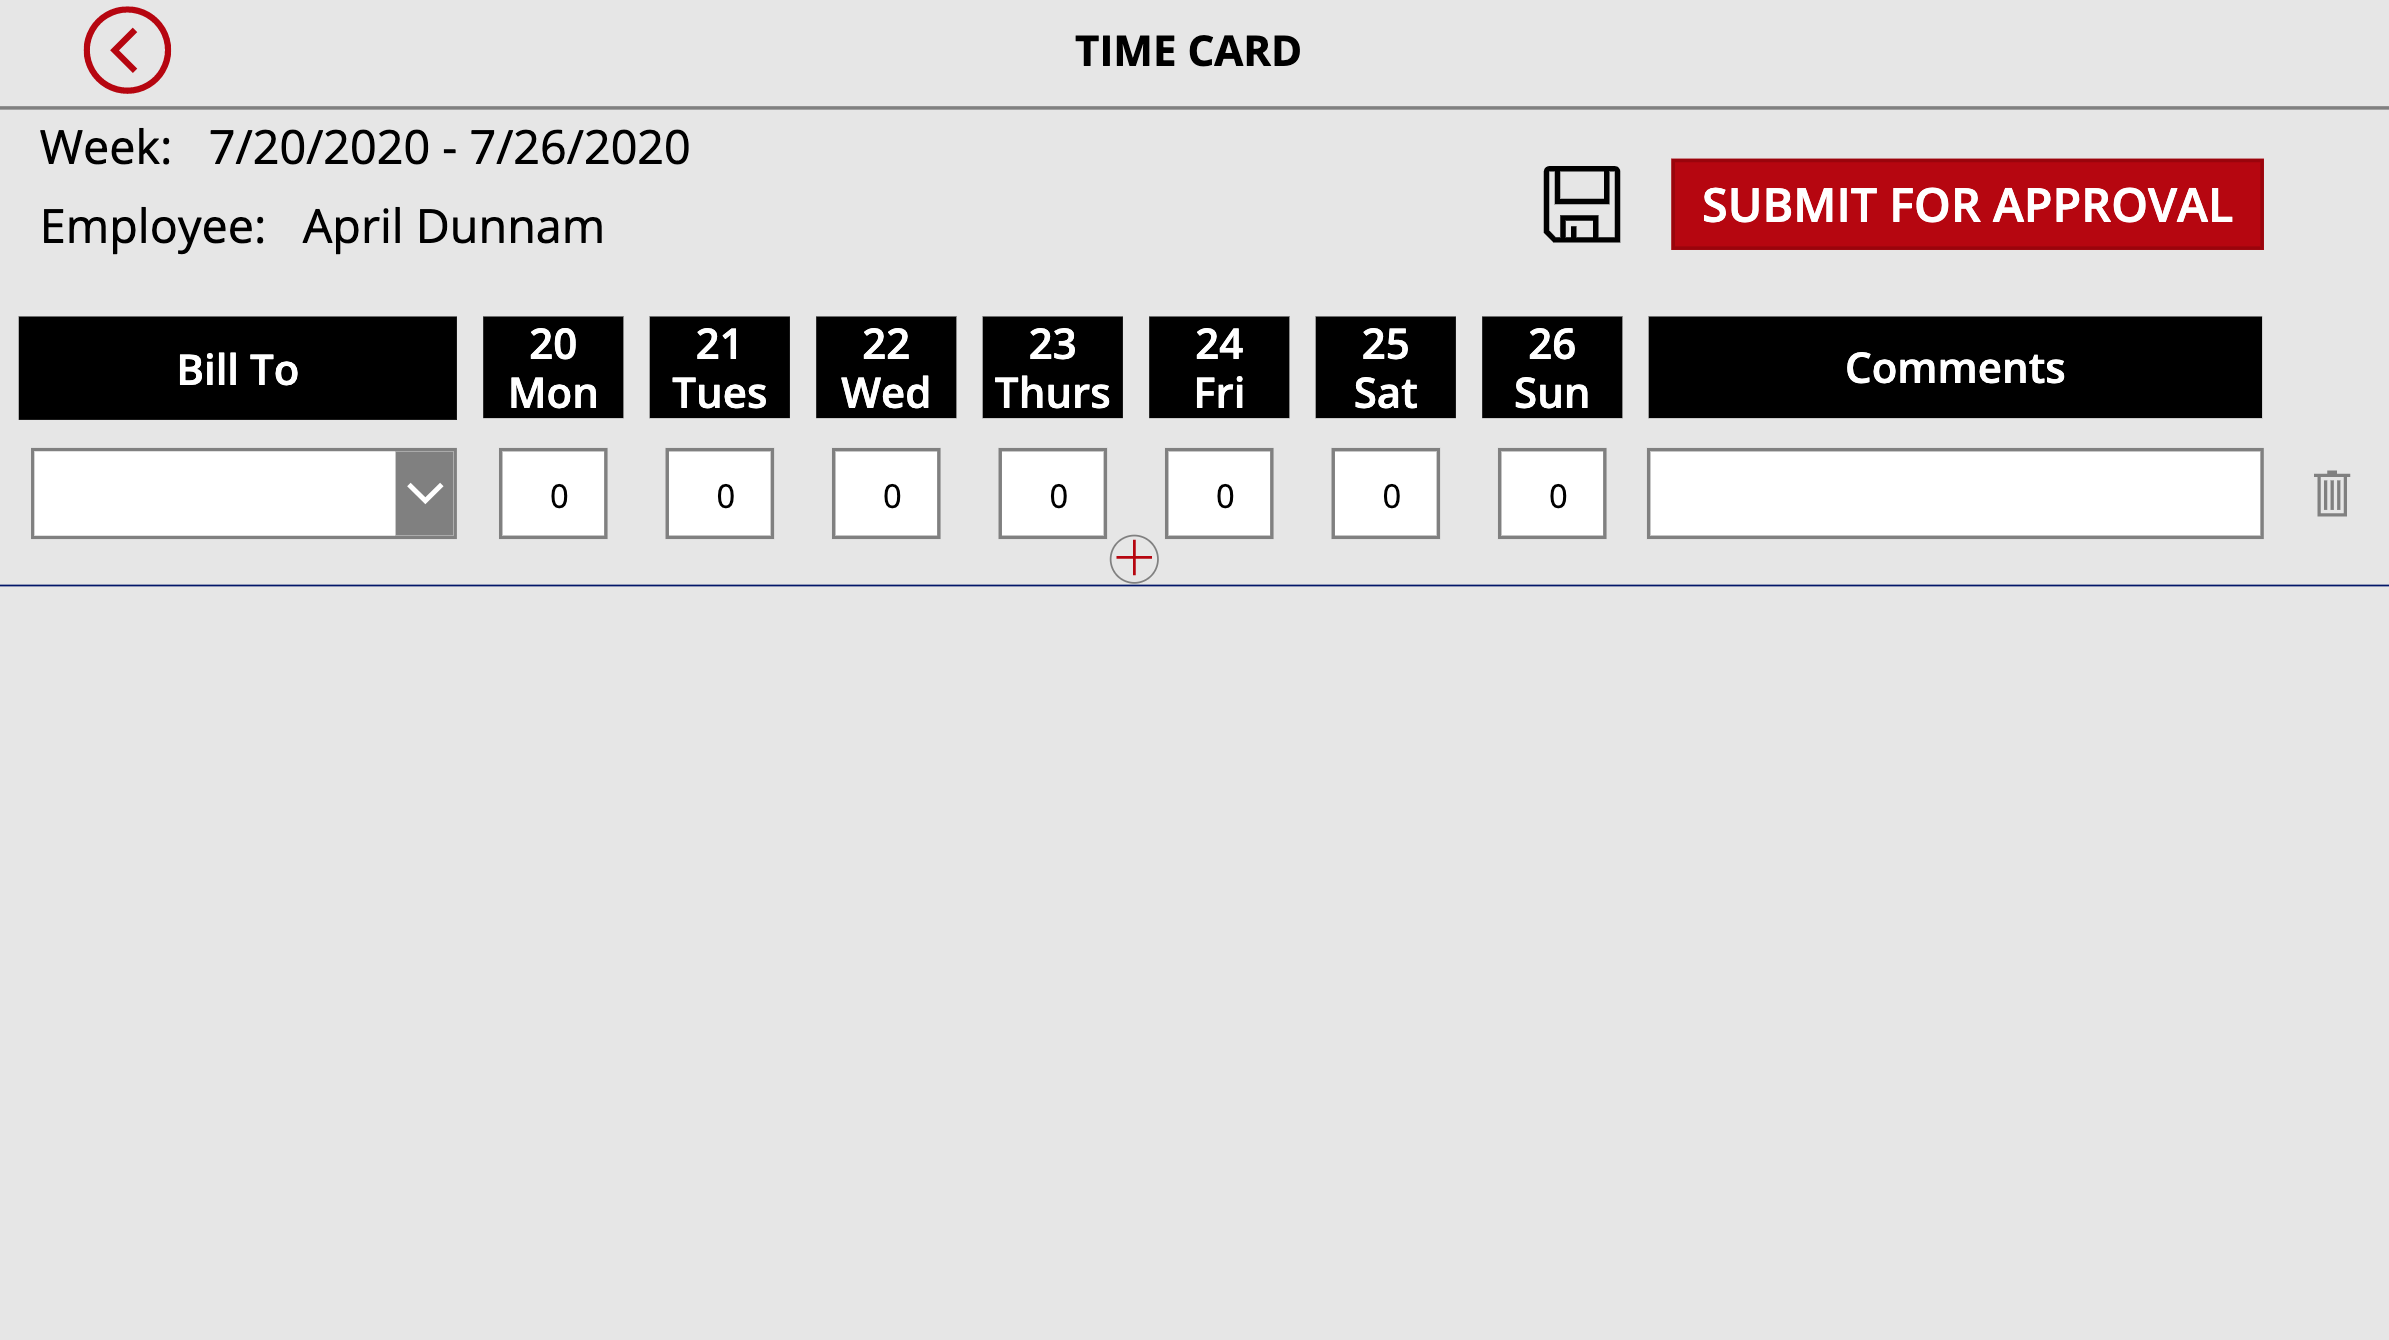 TIME CARD
Week: 7/20/2020 - 7/26/2020
Employee: April Dunnam
SUBMIT FOR APPROVAL
Bill To
20 Mon
21 Tues
22 Wed
23 Thurs
24 Fri
25 Sat
26 Sun
Comments
0 0 0 0 0 0 0